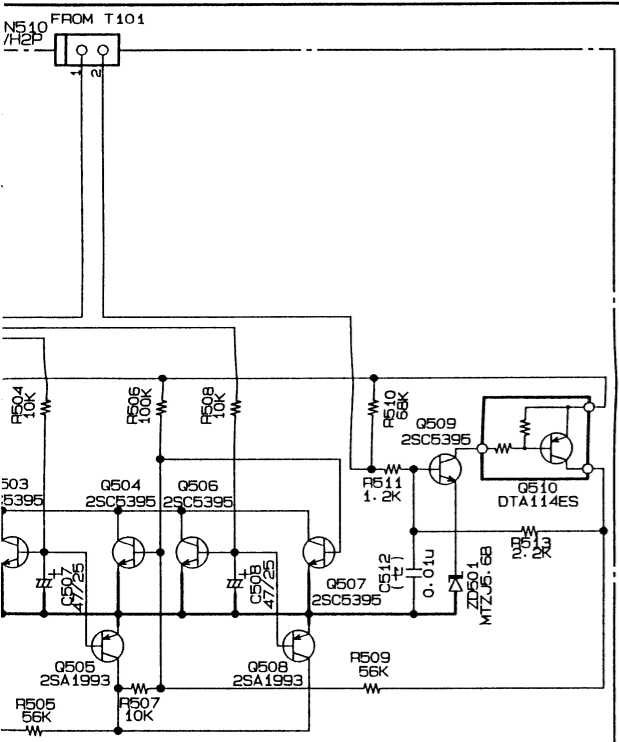 FROM T101
N510
/H2P
1 2
R504
10K
R506
100K
R508
10K
R510
68K
Q509
2SC5395
503
5395
Q504
2SC5395
Q506
2SC5395
R511
1.2K
Q510
DTA114ES
R513
2.2K
C507
47/25
C508
47/25
Q507
2SC5395
C512
0.01u
ZD501
MTZJ5.6B
Q505
2SA1993
Q508
2SA1993
R509
56K
R505
56K
R507
10K